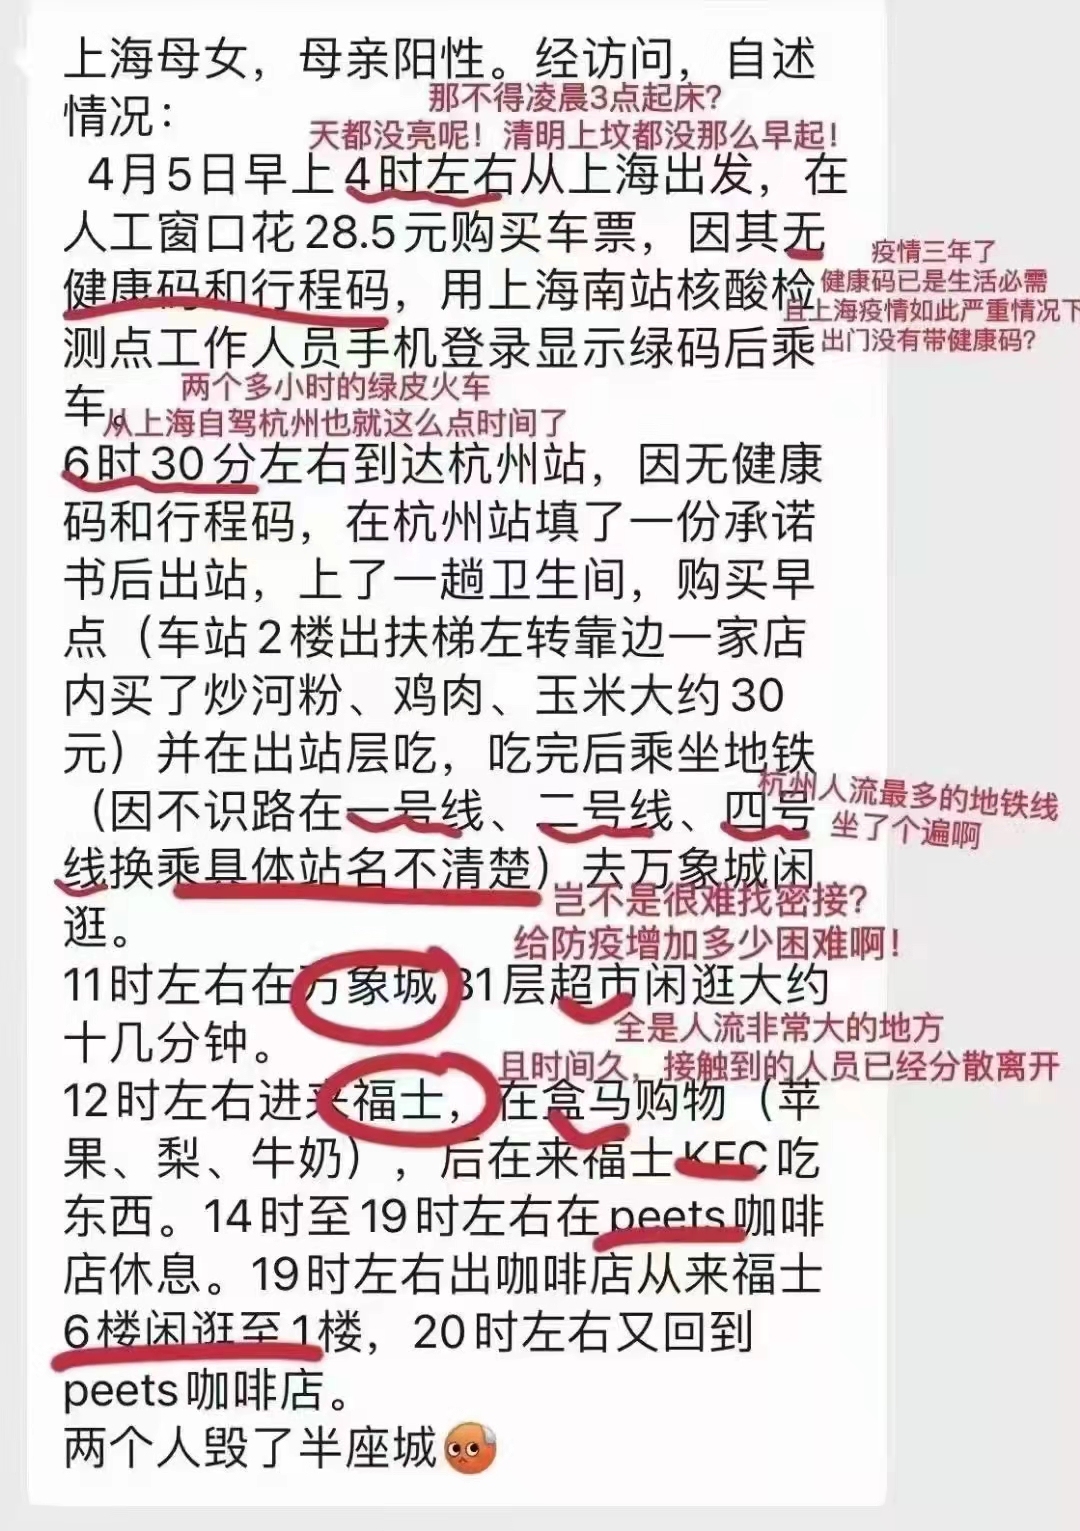 上海母女，母亲阳性。经访问，自述
情况：
那不得凌晨3点起床？
天都没亮呢！清明上坟都没那么早起！
4月5日早上4时左右从上海出发，在
人工窗口花28.5元购买车票，因其无
健康码和行程码，用上海南站核酸检
测点工作人员手机登录显示绿码后乘
车。
疫情三年了
健康码已是生活必需
且上海疫情如此严重情况下
出门没有带健康码？
两个多小时的绿皮火车
从上海自驾杭州也就这么点时间了
6时30分左右到达杭州站，因无健康
码和行程码，在杭州站填了一份承诺
书后出站，上了一趟卫生间，购买早
点（车站2楼出扶梯左转靠边一家店
内买了炒河粉、鸡肉、玉米大约30
元）并在出站层吃，吃完后乘坐地铁
（因不识路在一号线、二号线、四号
线换乘具体站名不清楚）去万象城闲
逛。
杭州人流最多的地铁线
坐了个遍啊
岂不是很难找密接？
给防疫增加多少困难啊！
11时左右在万象城B1层超市闲逛大约
十几分钟。
全是人流非常大的地方
且时间久，接触到的人员已经分散离开
12时左右进来福士，在盒马购物（苹
果、梨、牛奶），后在来福士KFC吃
东西。14时至19时左右在peets咖啡
店休息。19时左右出咖啡店从来福士
6楼闲逛至1楼，20时左右又回到
peets咖啡店。
两个人毁了半座城